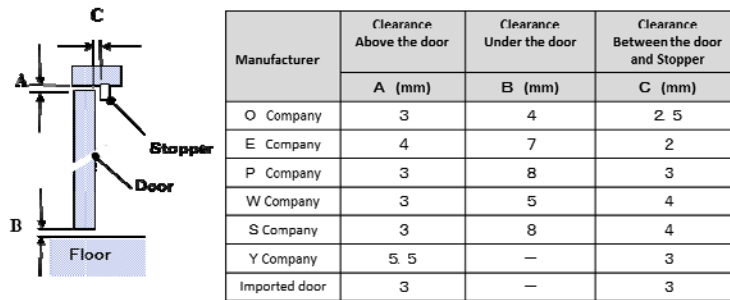 C
A
Stopper
Door
B
Floor
Manufacturer
Clearance
Above the door
Clearance
Under the door
Clearance
Between the door
and Stopper
A (mm) B (mm) C (mm)
O Company 3 4 2.5
E Company 4 7 2
P Company 3 8 3
W Company 3 5 4
S Company 3 8 4
Y Company 5.5 — 3
Imported door 3 — 3